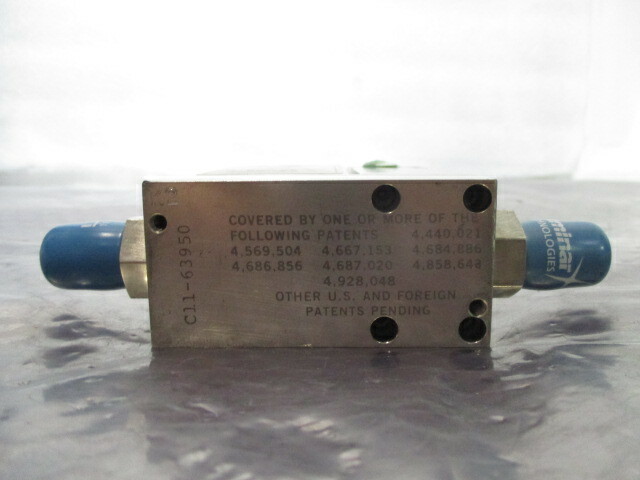 COVERED BY ONE OR MORE OF THE
FOLLOWING PATENTS 4,440,021
4,569,504 4,667,153 4,684,886
4,686,856 4,687,020 4,858,648
4,928,048
OTHER U.S. AND FOREIGN
PATENTS PENDING
C11-63950